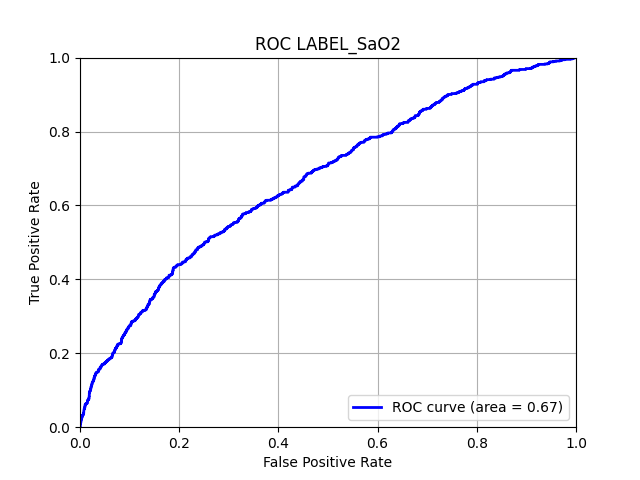 ROC LABEL_SaO2
True Positive Rate
1.0
0.8
0.6
0.4
0.2
0.0
ROC curve (area = 0.67)
0.0 0.2 0.4 0.6 0.8 1.0
False Positive Rate